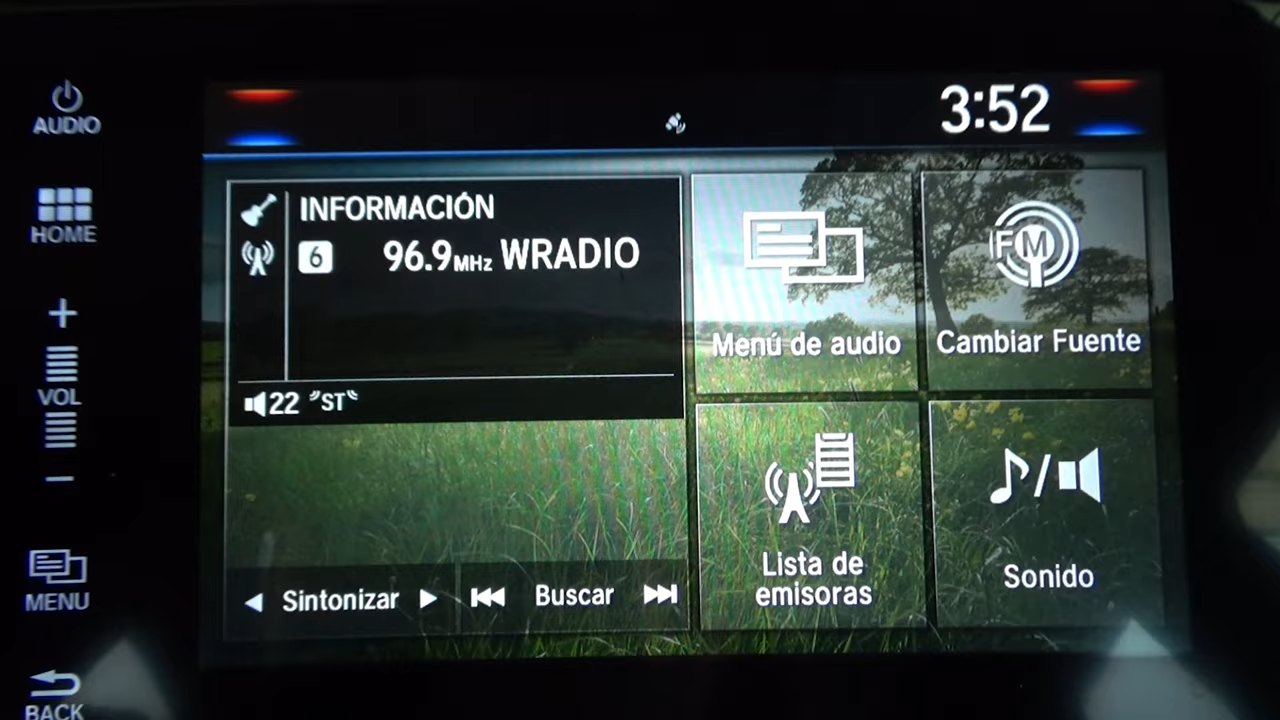 AUDIO
HOME
+
VOL
−
MENU
BACK
3:52
INFORMACIÓN
6 96.9MHz WRADIO
22 "ST"
Sintonizar
Buscar
Menú de audio
FM
Cambiar Fuente
Lista de
emisoras
Sonido